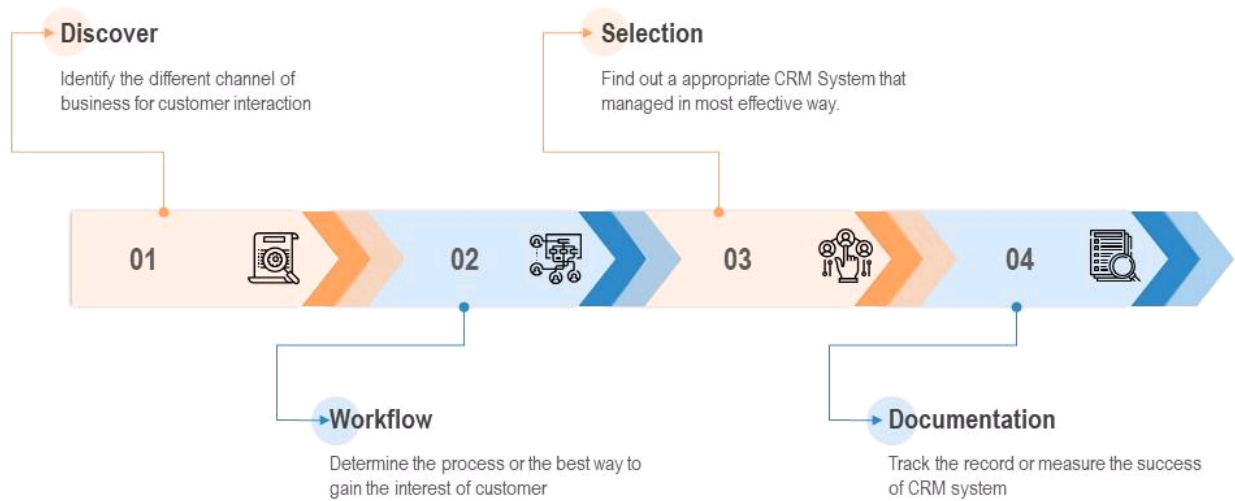 Discover
Identify the different channel of
business for customer interaction
Selection
Find out a appropriate CRM System that
managed in most effective way.
01
02
03
04
Workflow
Determine the process or the best way to
gain the interest of customer
Documentation
Track the record or measure the success
of CRM system